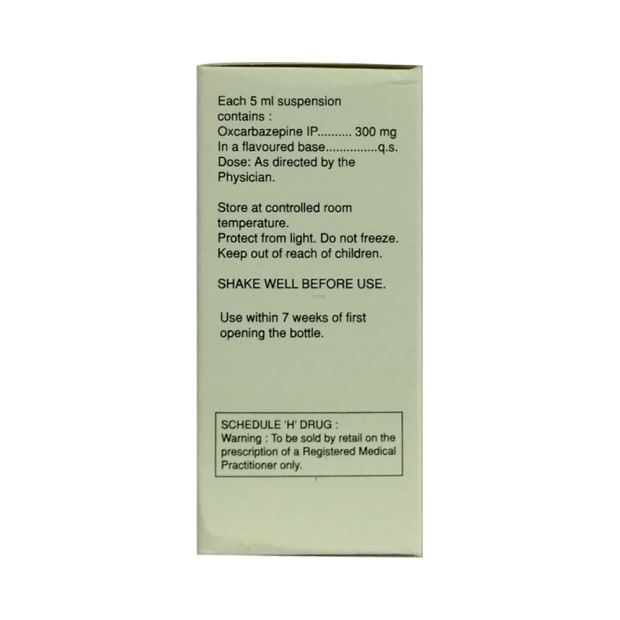 Each 5 ml suspension
contains :
Oxcarbazepine IP.......... 300 mg
In a flavoured base...............q.s.
Dose: As directed by the
Physician.
Store at controlled room
temperature.
Protect from light. Do not freeze.
Keep out of reach of children.
SHAKE WELL BEFORE USE.
Use within 7 weeks of first
opening the bottle.
SCHEDULE 'H' DRUG :
Warning : To be sold by retail on the
prescription of a Registered Medical
Practitioner only.